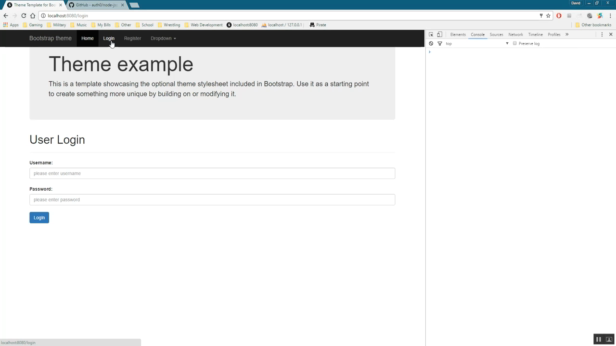 Theme Template for Bo
GitHub - auth0/node-js
David
localhost:8080/login
Apps Gaming Military Music My Bills Other School Wrestling Web Development localhost:8080 localhost / 127.0.0.1 Pirate Other bookmarks
Bootstrap theme Home Login Register Dropdown
Elements Console Sources Network Timeline Profiles
top Preserve log
Theme example
This is a template showcasing the optional theme stylesheet included in Bootstrap. Use it as a starting point
to create something more unique by building on or modifying it.
User Login
Username:
please enter username
Password:
please enter password
Login
localhost:8080/login